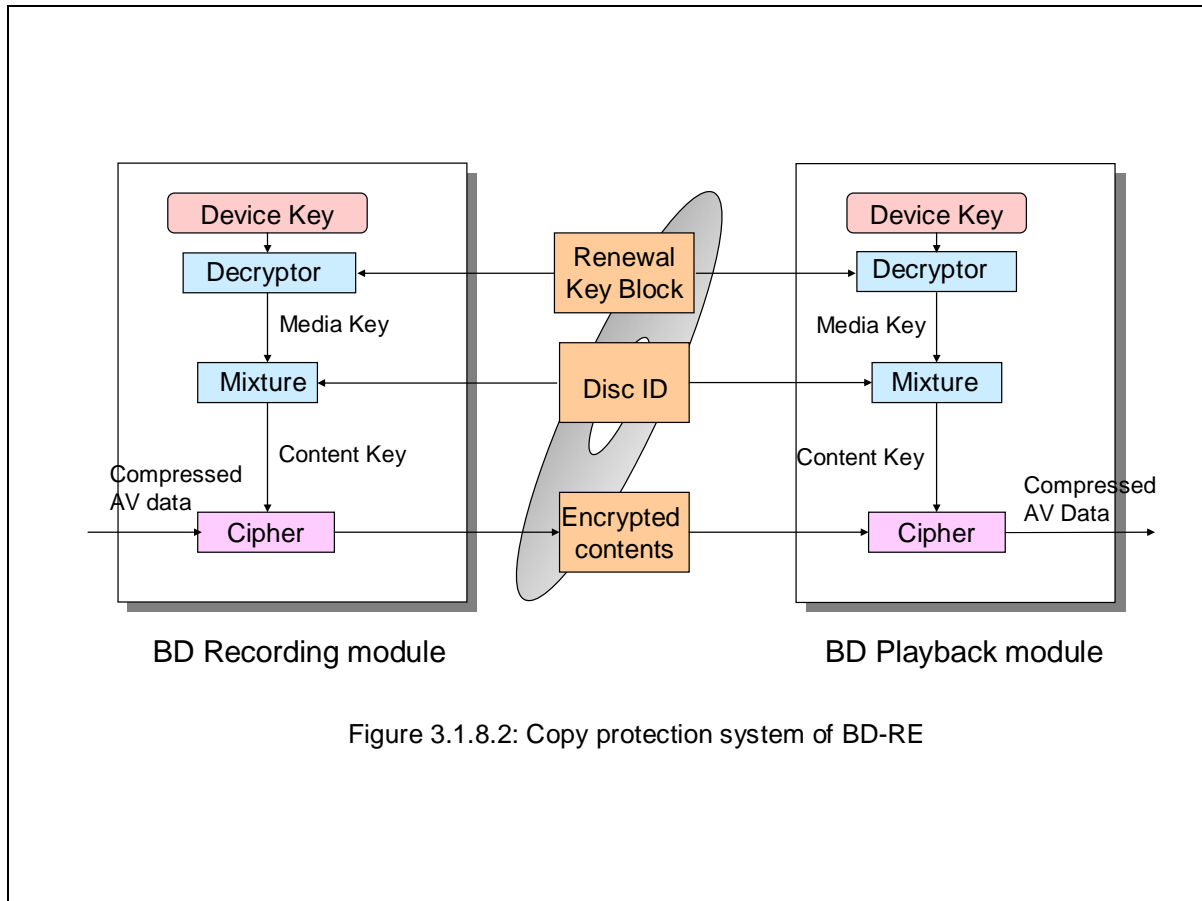 Device Key
Decryptor
Media Key
Mixture
Content Key
Compressed
AV data
Cipher
BD Recording module
Renewal
Key Block
Disc ID
Encrypted
contents
Device Key
Decryptor
Media Key
Mixture
Content Key
Compressed
AV Data
Cipher
BD Playback module
Figure 3.1.8.2: Copy protection system of BD-RE